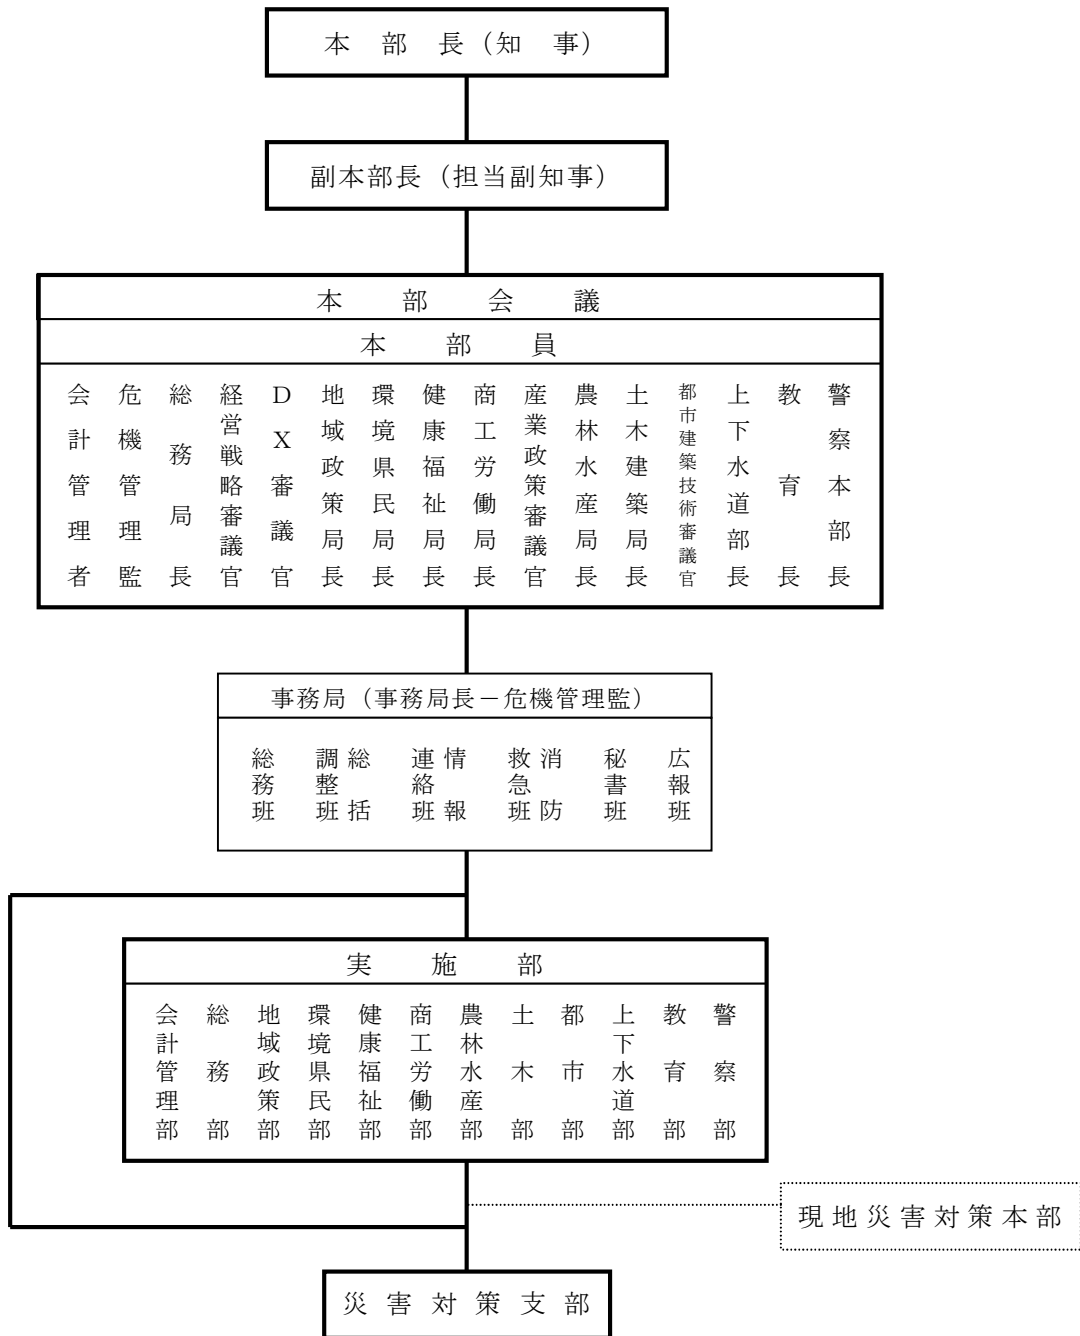 本部長（知事）
副本部長（担当副知事）
本部会議
本部員
会計管理者
危機管理監
総務局長
経営戦略審議官
DX審議官
地域政策局長
環境県民局長
健康福祉局長
商工労働局長
産業政策審議官
農林水産局長
土木建築局長
都市建築技術審議官
上下水道部長
教育長
警察本部長
事務局（事務局長－危機管理監）
総務班
総括
調整班
情報
連絡班
消防
救急班
秘書班
広報班
実施部
会計管理部
総務部
地域政策部
環境県民部
健康福祉部
商工労働部
農林水産部
土木部
都市部
上下水道部
教育部
警察部
現地災害対策本部
災害対策支部